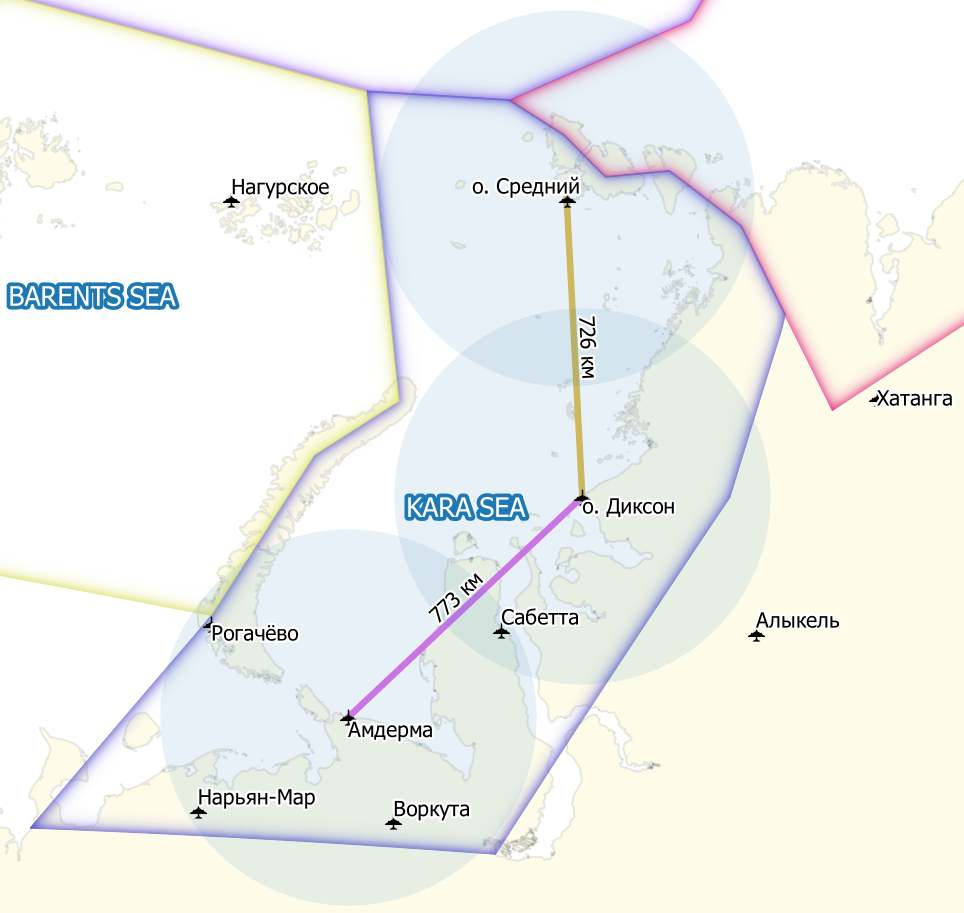 Нагурское
о. Средний
BARENTS SEA
726 км
Хатанга
KARA SEA
о. Диксон
773 км
Сабетта
Алыкель
Рогачёво
Амдерма
Нарьян-Мар
Воркута